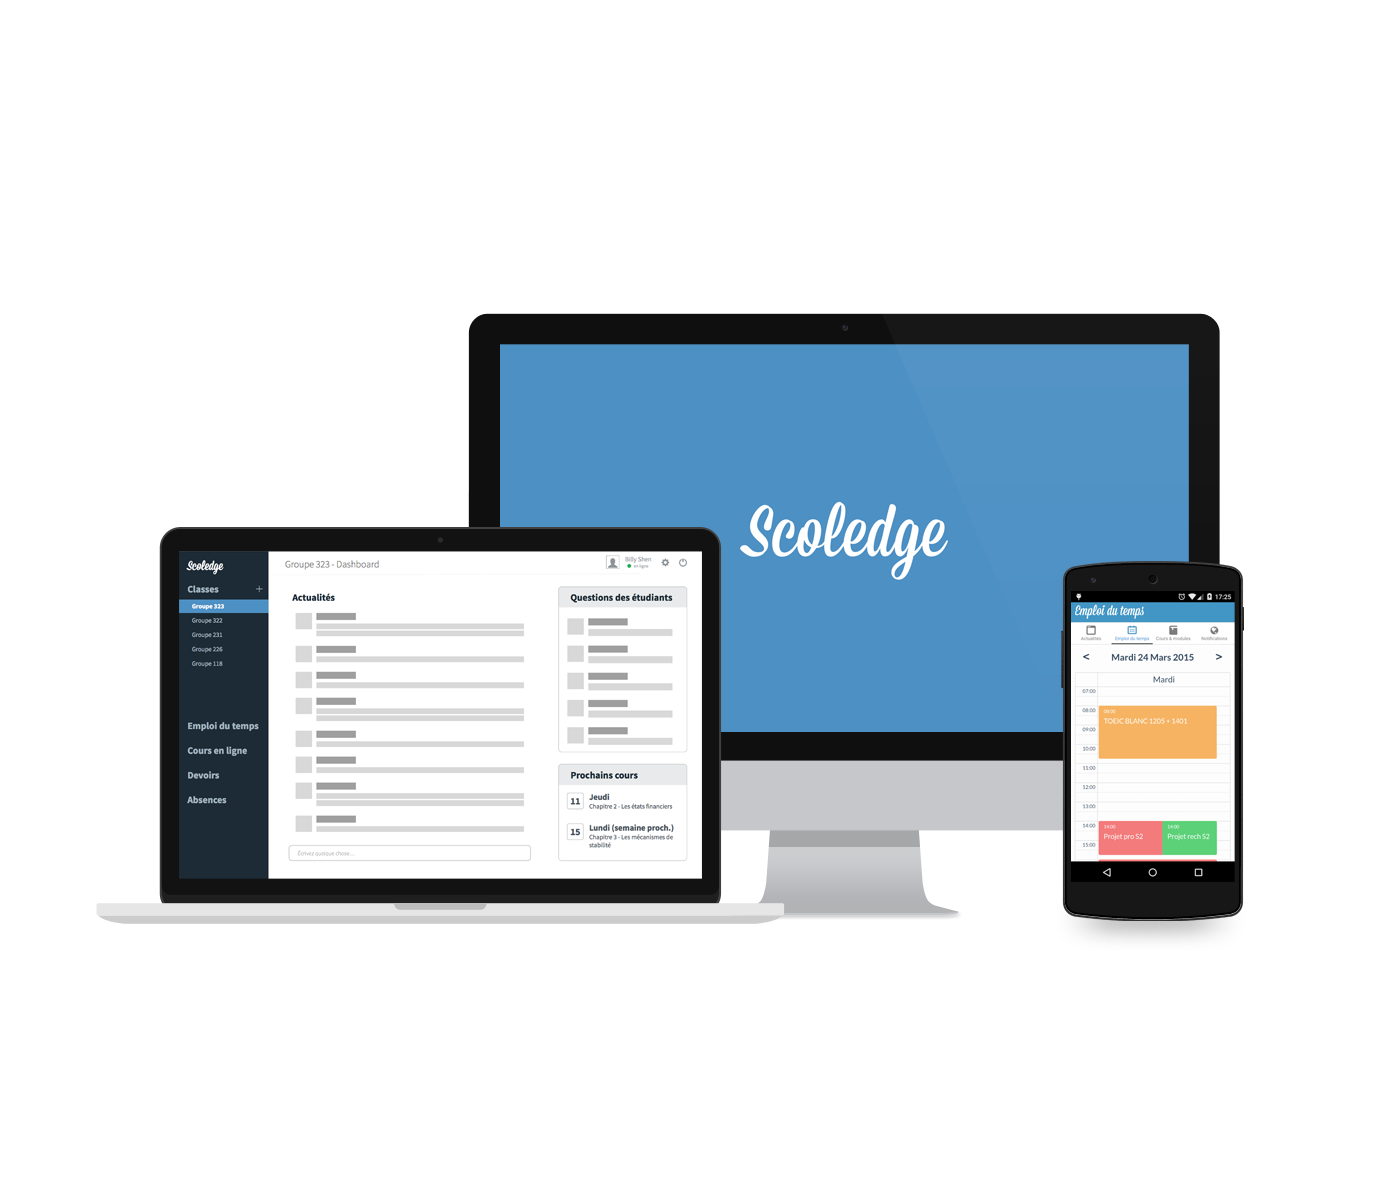 Scoledge
Scoledge
Classes +
Groupe 323
Groupe 322
Groupe 231
Groupe 226
Groupe 118
Emploi du temps
Cours en ligne
Devoirs
Absences
Groupe 323 - Dashboard
Billy Shen
en ligne
Actualités
Écrivez quelque chose...
Questions des étudiants
Prochains cours
11 Jeudi
Chapitre 2 - Les états financiers
15 Lundi (semaine proch.)
Chapitre 3 - Les mécanismes de
stabilité
17:25
Emploi du temps
Actualités Emploi du temps Cours & modules Notifications
< Mardi 24 Mars 2015 >
Mardi
07:00
08:00 08:00
TOEIC BLANC 1205 + 1401
09:00
10:00
11:00
12:00
13:00
14:00 14:00 14:00
Projet pro S2 Projet rech S2
15:00